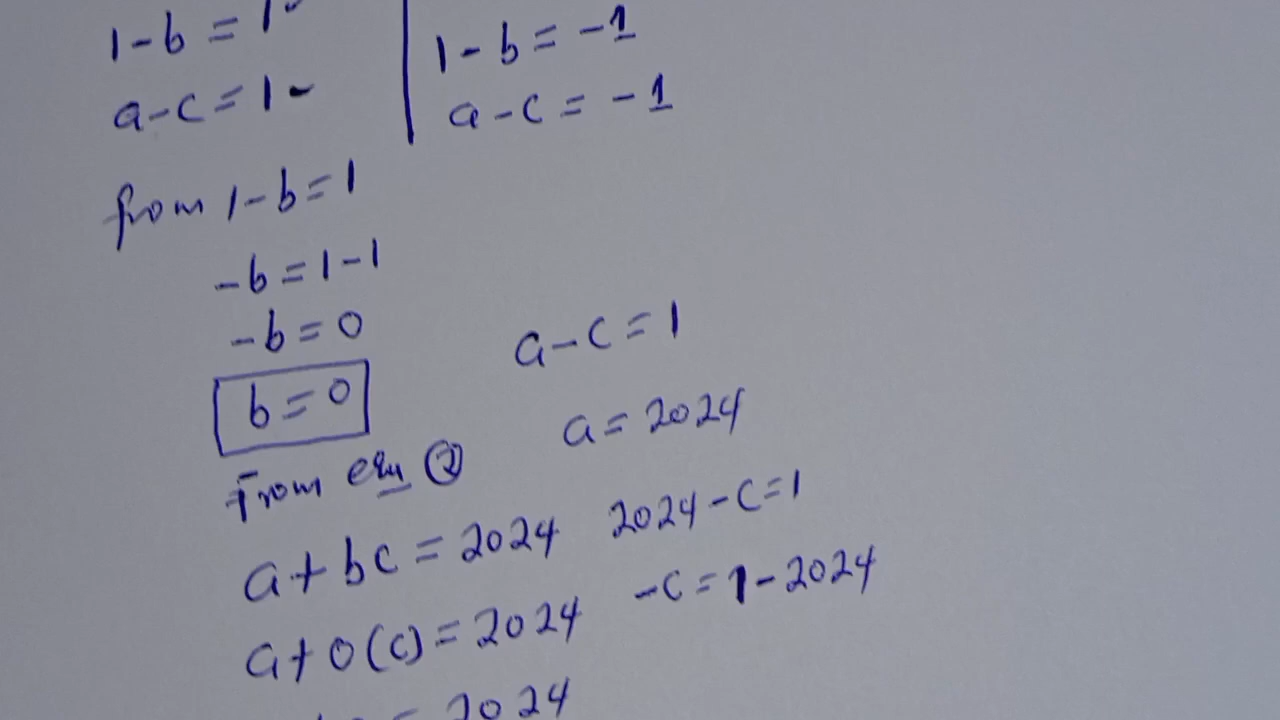 1-b = 1
a-c = 1
1-b = -1
a-c = -1
from 1-b = 1
-b = 1-1
-b = 0
b = 0
From eqn ②
a+bc = 2024
a+0(c) = 2024
= 2024
a-c = 1
a = 2024
2024-c = 1
-c = 1-2024